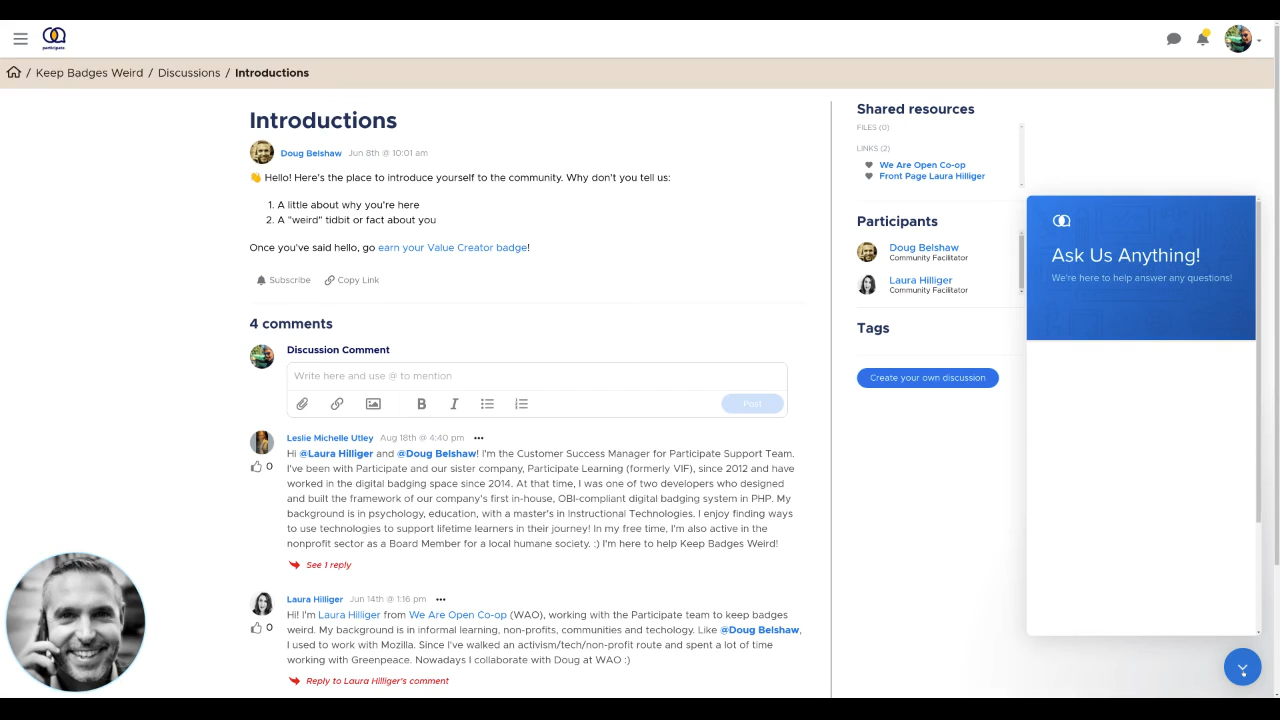 participate.
/ Keep Badges Weird / Discussions / Introductions
Introductions
Doug Belshaw Jun 8th @ 10:01 am
👋 Hello! Here's the place to introduce yourself to the community. Why don't you tell us:
1. A little about why you're here
2. A "weird" tidbit or fact about you
Once you've said hello, go earn your Value Creator badge!
Subscribe Copy Link
4 comments
Discussion Comment
Write here and use @ to mention
B I Post
Leslie Michelle Utley Aug 18th @ 4:40 pm •••
0
Hi @Laura Hilliger and @Doug Belshaw! I'm the Customer Success Manager for Participate Support Team.
I've been with Participate and our sister company, Participate Learning (formerly VIF), since 2012 and have
worked in the digital badging space since 2014. At that time, I was one of two developers who designed
and built the framework of our company's first in-house, OBI-compliant digital badging system in PHP. My
background is in psychology, education, with a master's in Instructional Technologies. I enjoy finding ways
to use technologies to support lifetime learners in their journey! In my free time, I'm also active in the
nonprofit sector as a Board Member for a local humane society. :) I'm here to help Keep Badges Weird!
See 1 reply
Laura Hilliger Jun 14th @ 1:16 pm •••
0
Hi! I'm Laura Hilliger from We Are Open Co-op (WAO), working with the Participate team to keep badges
weird. My background is in informal learning, non-profits, communities and techology. Like @Doug Belshaw,
I used to work with Mozilla. Since I've walked an activism/tech/non-profit route and spent a lot of time
working with Greenpeace. Nowadays I collaborate with Doug at WAO :)
Reply to Laura Hilliger's comment
Shared resources
FILES (0)
LINKS (2)
We Are Open Co-op
Front Page Laura Hilliger
Participants
Doug Belshaw
Community Facilitator
Laura Hilliger
Community Facilitator
Tags
Create your own discussion
Ask Us Anything!
We're here to help answer any questions!